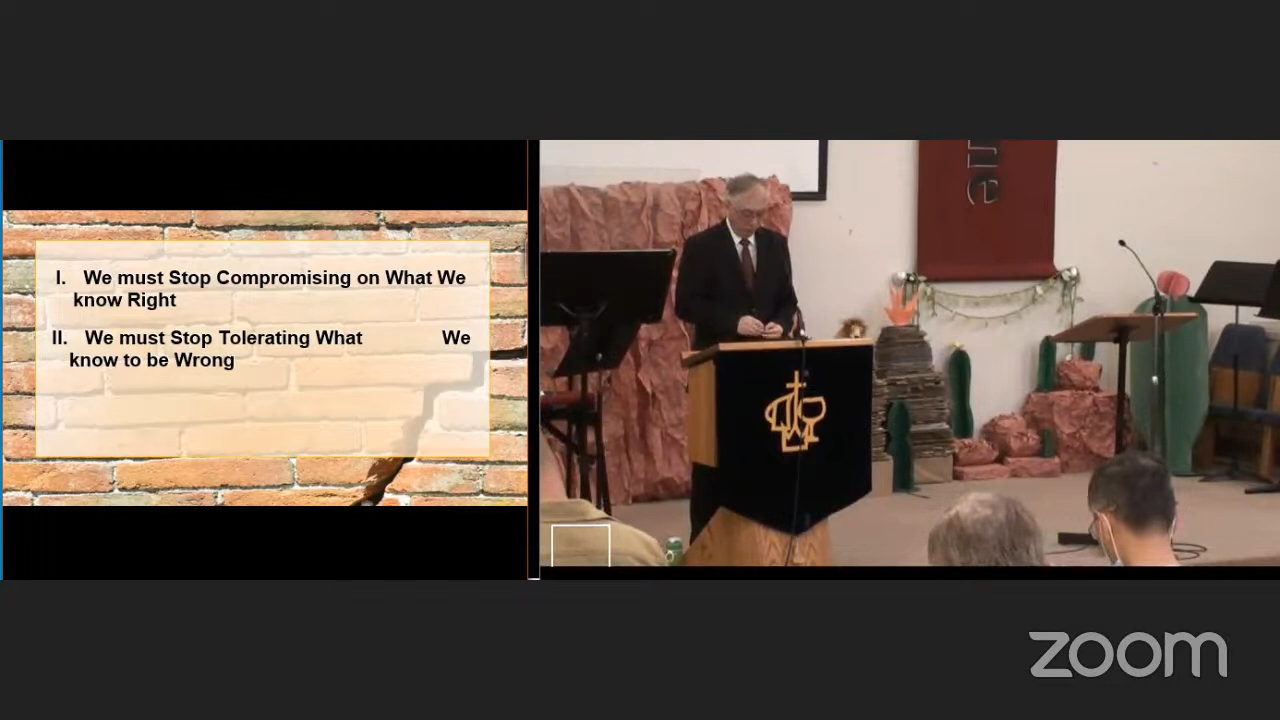 I. We must Stop Compromising on What We
know Right
II. We must Stop Tolerating What We
know to be Wrong
zoom